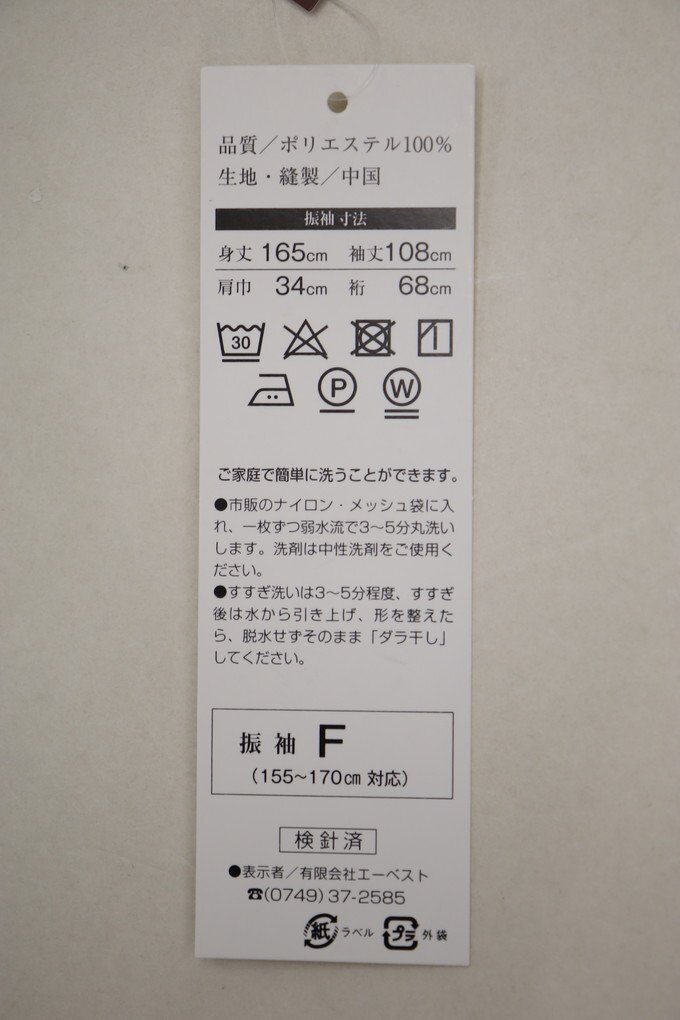 品質／ポリエステル100%
生地・縫製／中国
振袖寸法
身丈 165cm 袖丈108cm
肩巾 34cm 裄 68cm
30
P W
ご家庭で簡単に洗うことができます。
●市販のナイロン・メッシュ袋に入
れ、一枚ずつ弱水流で3〜5分丸洗い
します。洗剤は中性洗剤をご使用く
ださい。
●すすぎ洗いは3〜5分程度、すすぎ
後は水から引き上げ、形を整えた
ら、脱水せずそのまま「ダラ干し」
してください。
振袖 F
（155〜170cm 対応）
検針済
●表示者／有限会社エーベスト
☎(0749)37-2585
紙 ラベル プラ 外袋